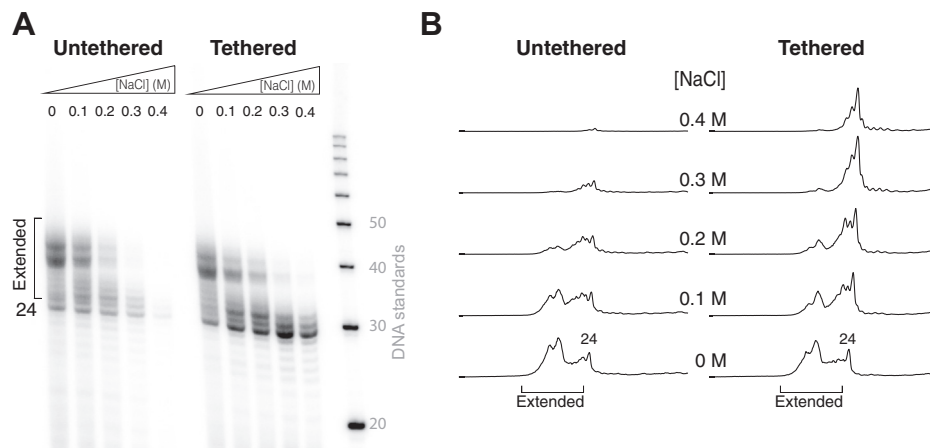 A
Untethered
Tethered
[NaCl] (M)
[NaCl] (M)
0 0.1 0.2 0.3 0.4
0 0.1 0.2 0.3 0.4
Extended
24
50
40
30
20
DNA standards
B
Untethered
Tethered
[NaCl]
0.4 M
0.3 M
0.2 M
0.1 M
24
24
0 M
Extended
Extended